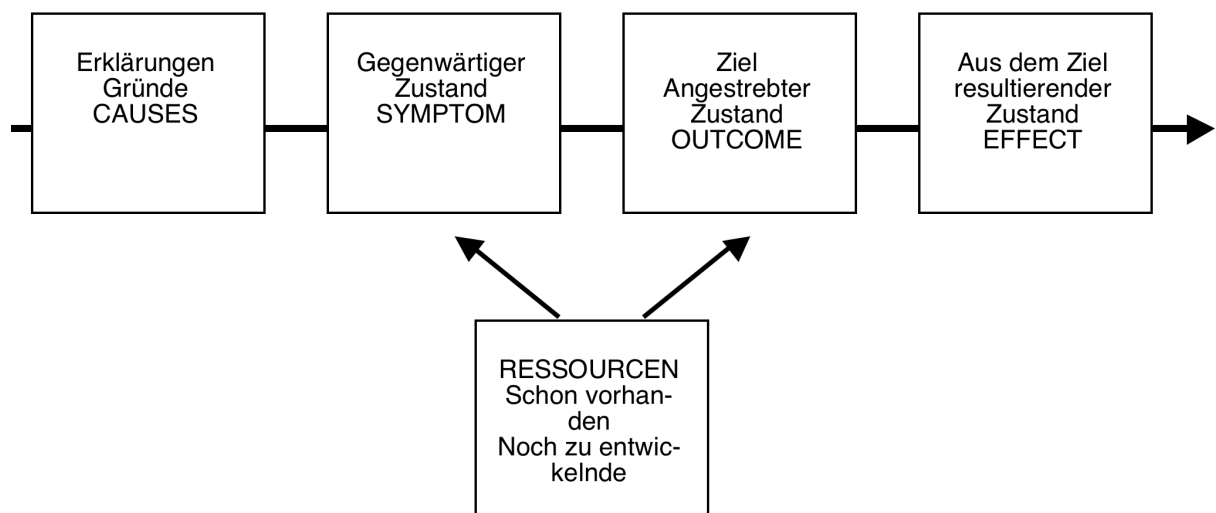 Erklärungen
Gründe
CAUSES
Gegenwärtiger
Zustand
SYMPTOM
Ziel
Angestrebter
Zustand
OUTCOME
Aus dem Ziel
resultierender
Zustand
EFFECT
RESSOURCEN
Schon vorhan-
den
Noch zu entwic-
kelnde